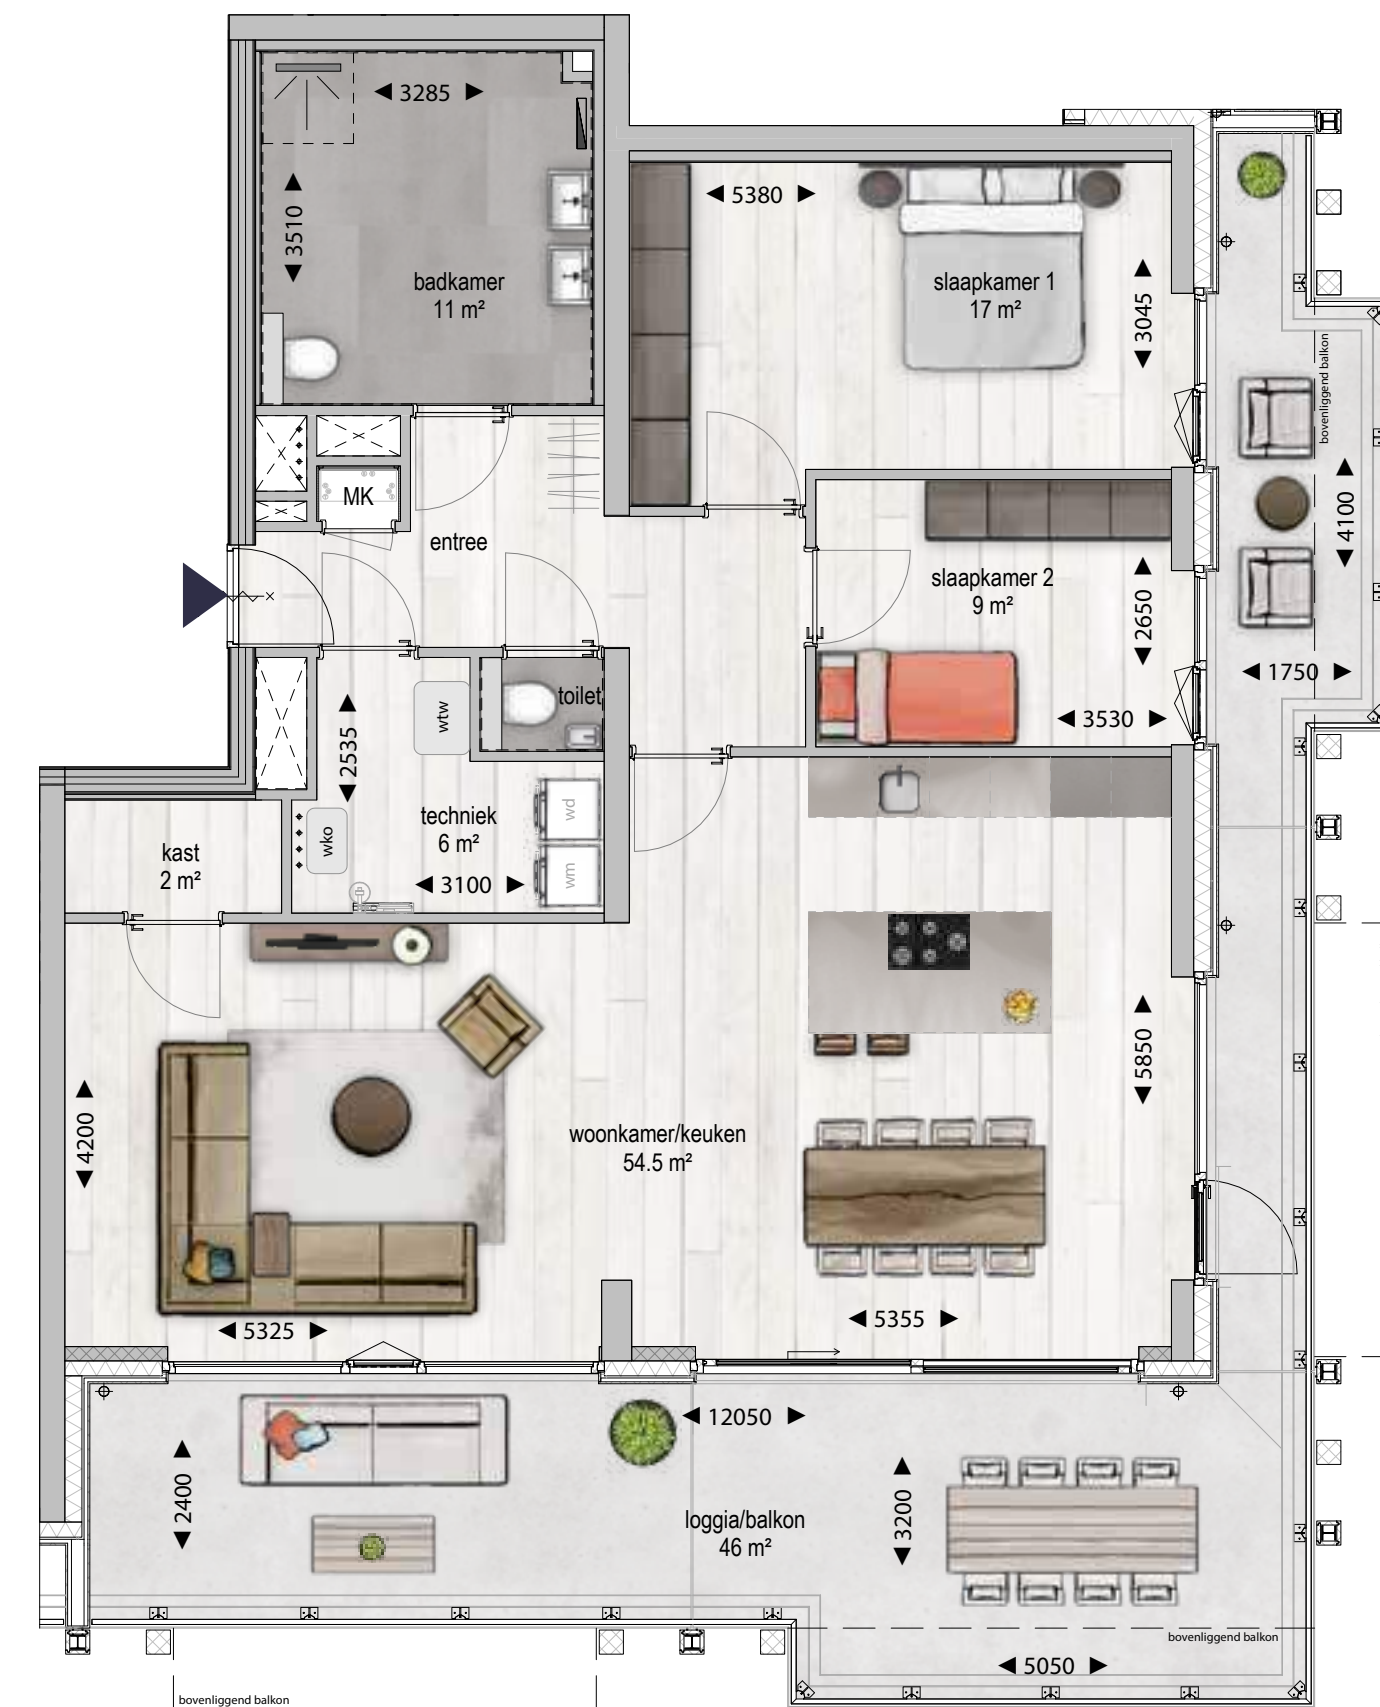 3285
3510
badkamer
11 m²
5380
slaapkamer 1
17 m²
3045
bovenliggend balkon
MK
entree
4100
slaapkamer 2
9 m²
2650
1750
3530
toilet
wtw
2535
wko
techniek
6 m²
wd
wm
3100
kast
2 m²
5850
4200
woonkamer/keuken
54.5 m²
5325
5355
12050
2400
3200
loggia/balkon
46 m²
bovenliggend balkon
5050
bovenliggend balkon